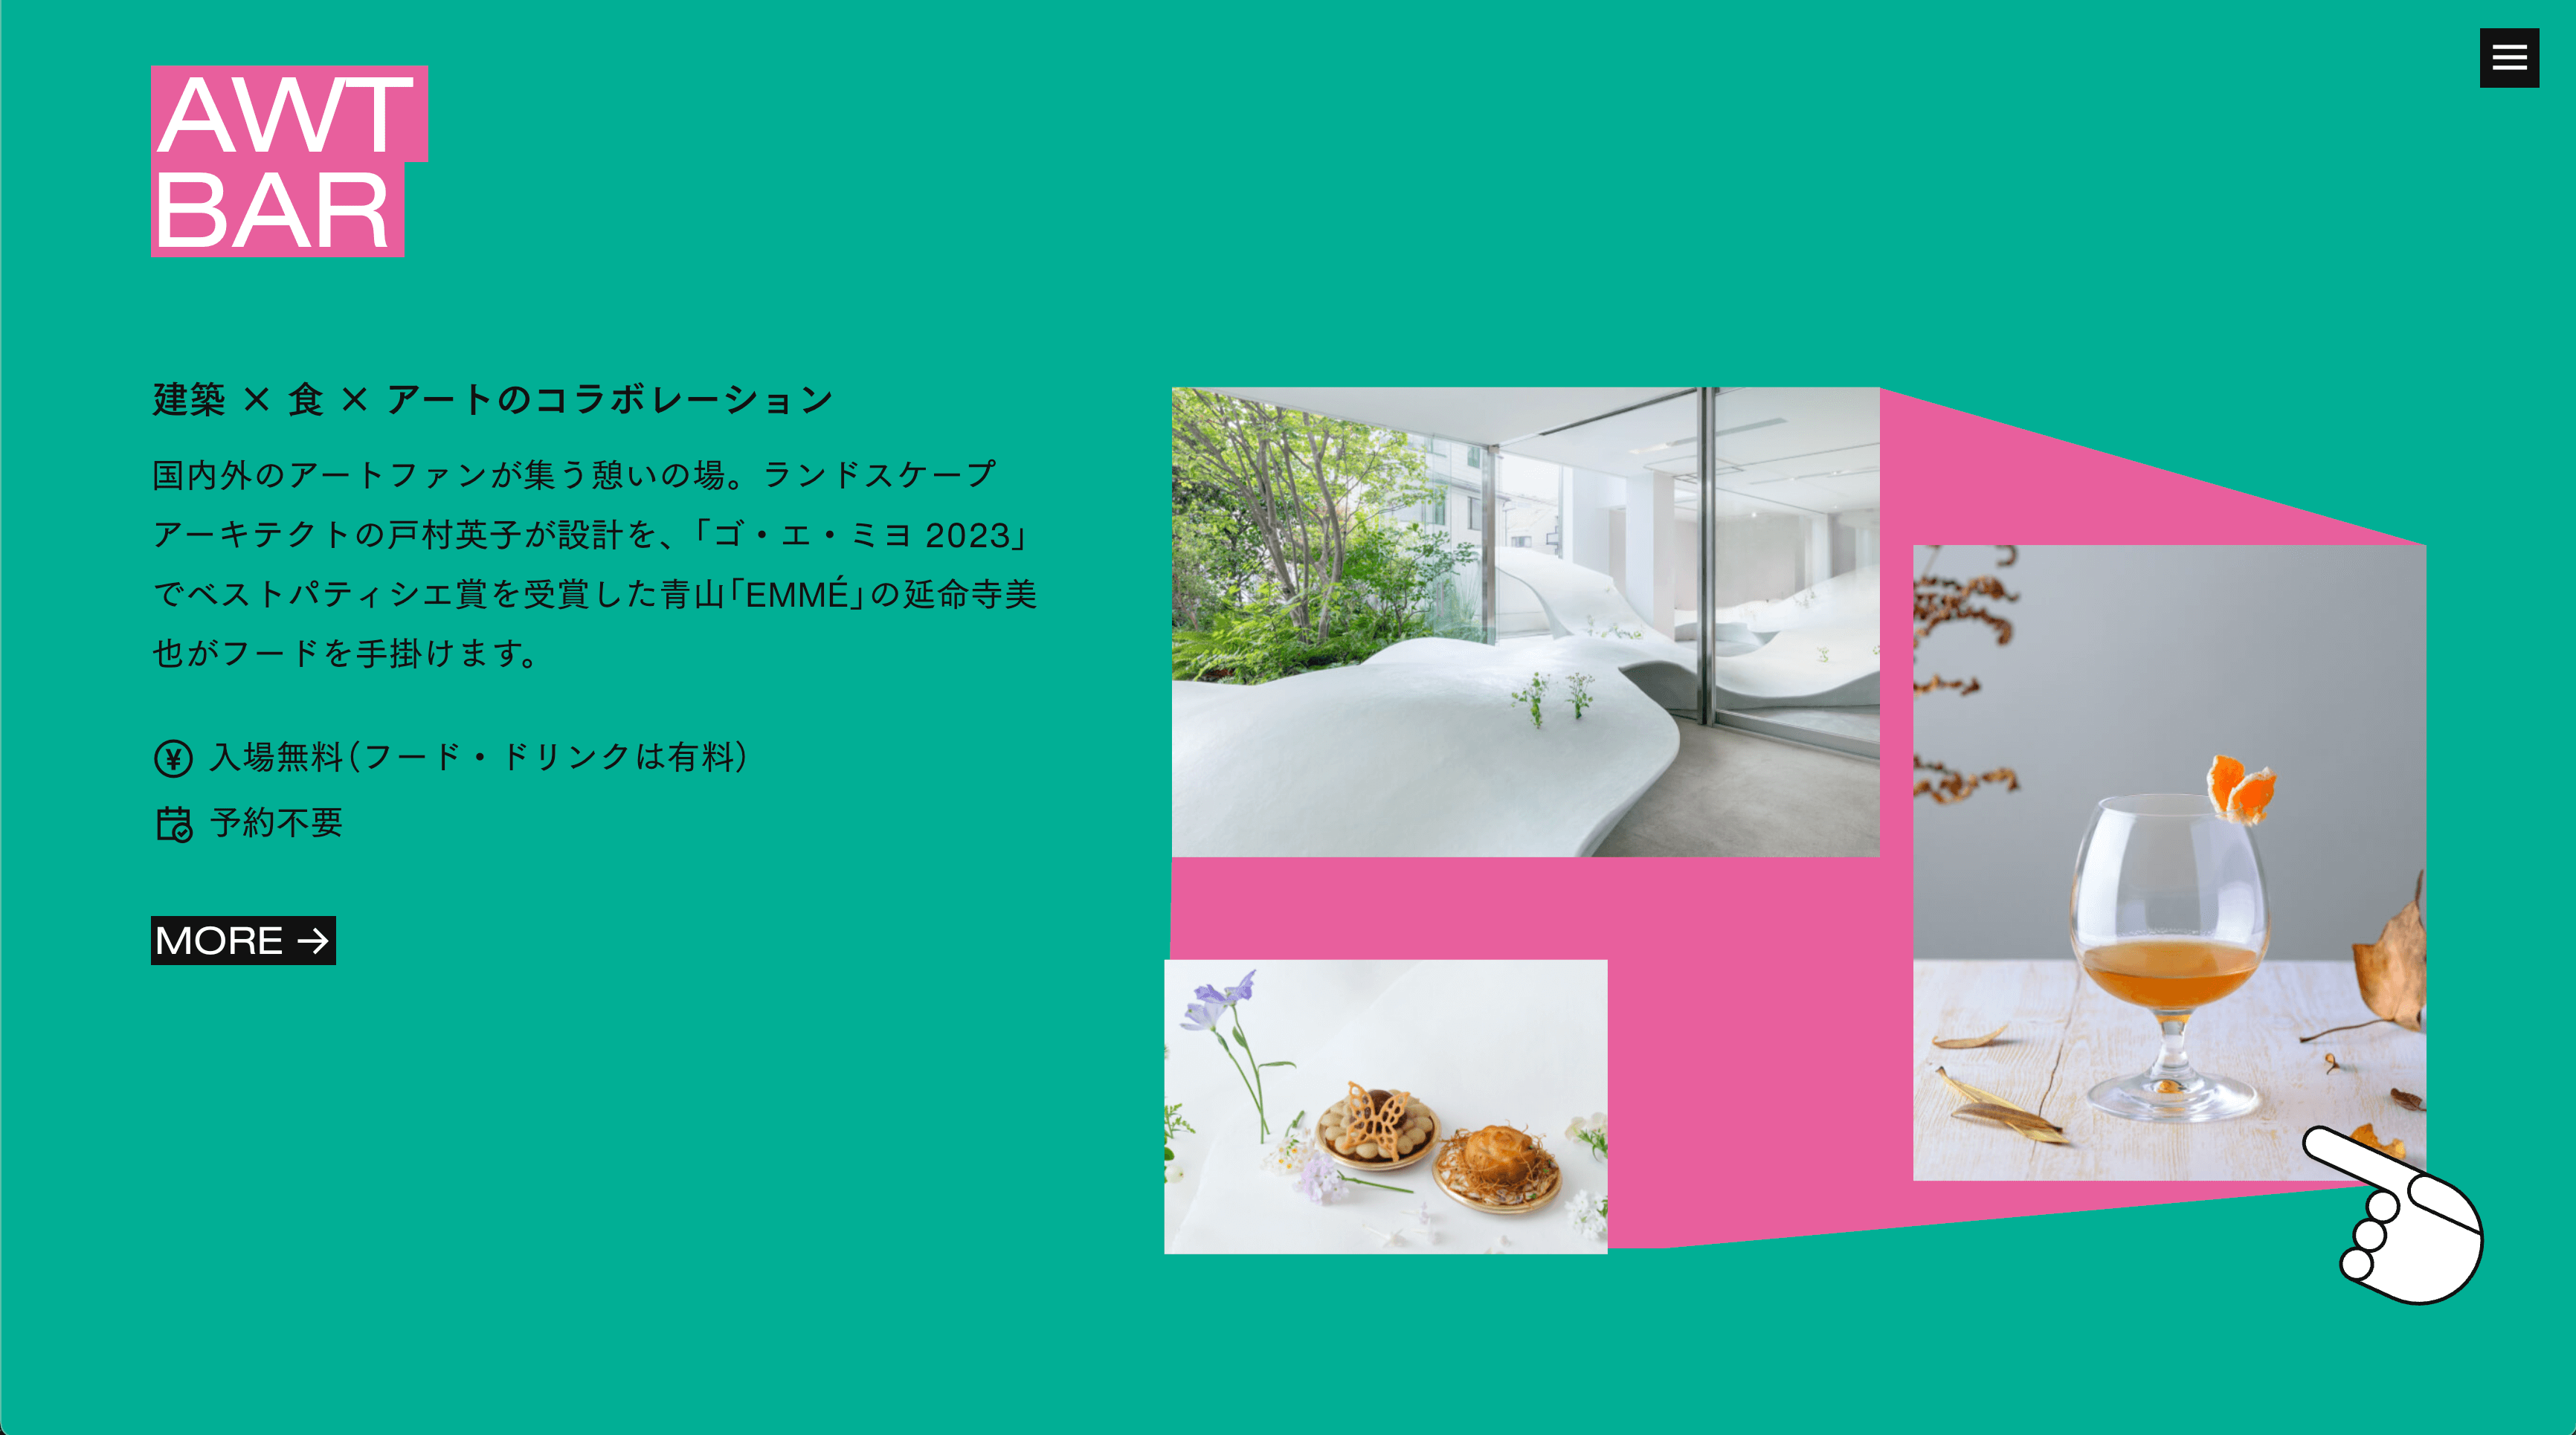 AWT
BAR
建築 × 食 × アートのコラボレーション
国内外のアートファンが集う憩いの場。ランドスケープ
アーキテクトの戸村英子が設計を、「ゴ・エ・ミヨ 2023」
でベストパティシエ賞を受賞した青山「EMMÉ」の延命寺美
也がフードを手掛けます。
¥ 入場無料(フード・ドリンクは有料)
予約不要
MORE →